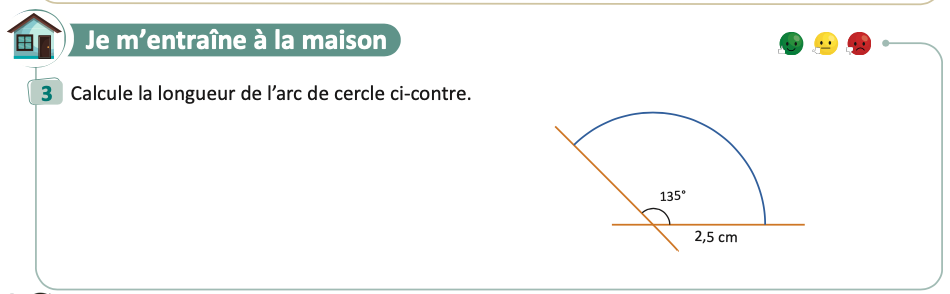 Je m’entraîne à la maison
3 Calcule la longueur de l’arc de cercle ci-contre.
135°
2,5 cm